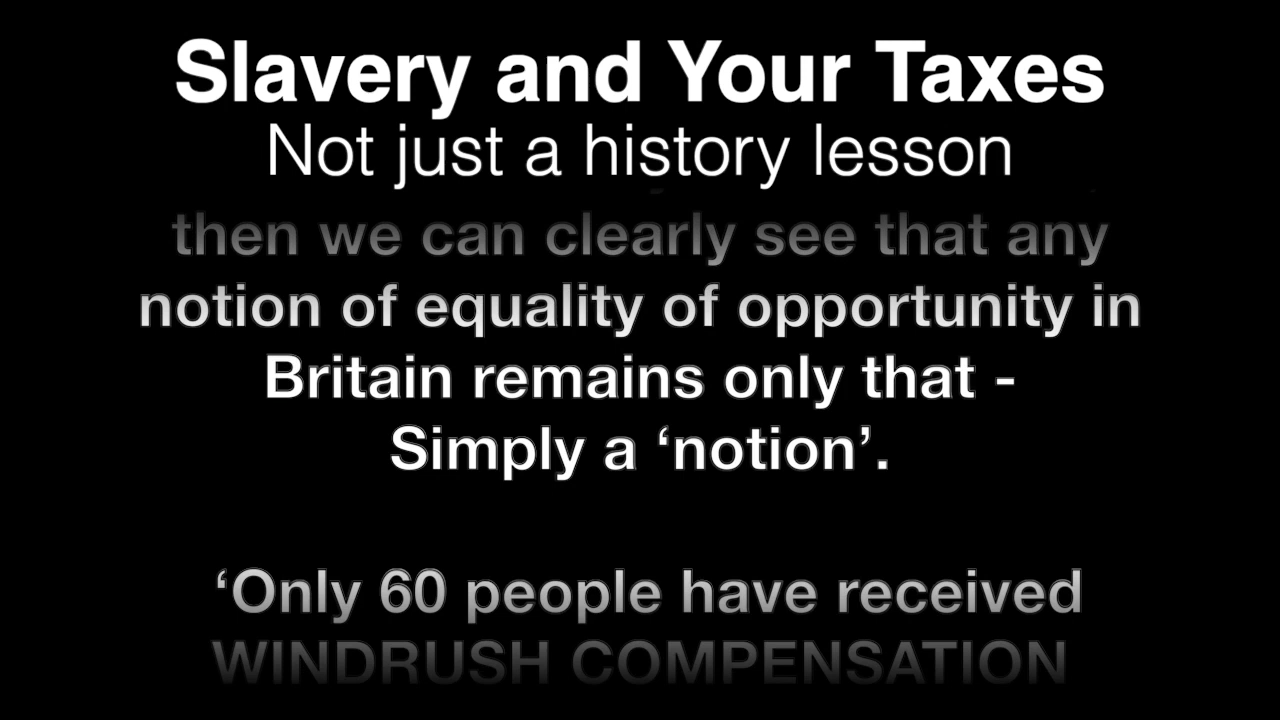 Slavery and Your Taxes
Not just a history lesson
then we can clearly see that any
notion of equality of opportunity in
Britain remains only that -
Simply a ‘notion’.
‘Only 60 people have received
WINDRUSH COMPENSATION